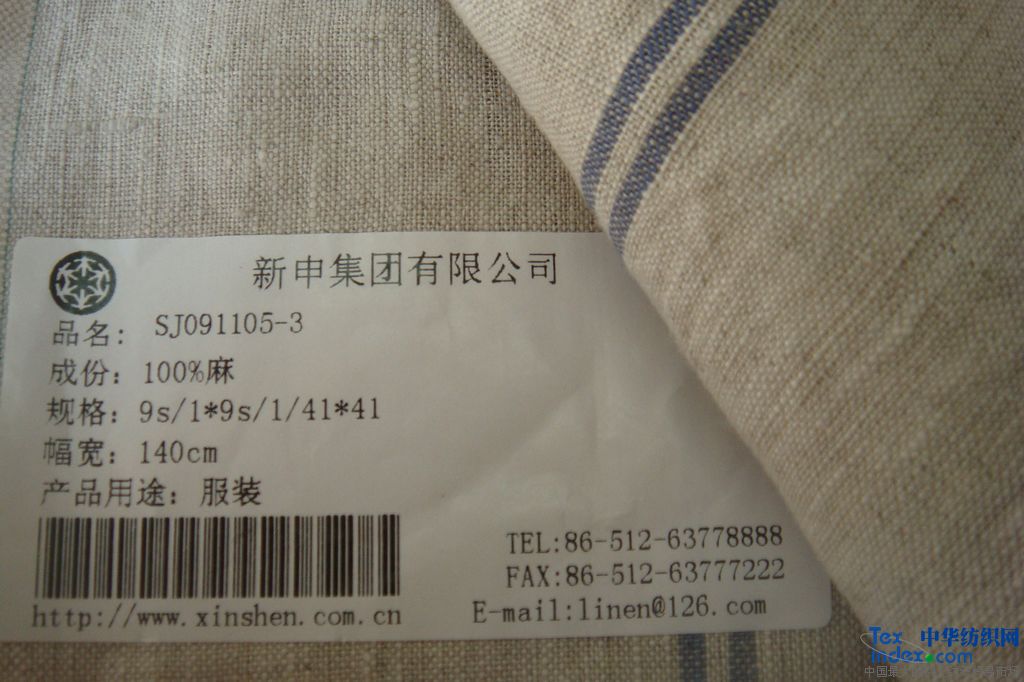 新申集团有限公司
品名: SJ091105-3
成份: 100%麻
规格: 9s/1*9s/1/41*41
幅宽: 140cm
产品用途: 服装
TEL:86-512-63778888
FAX:86-512-63777222
http://www.xinshen.com.cn
E-mail:linen@126.com
Tex 中华纺织网
index.com